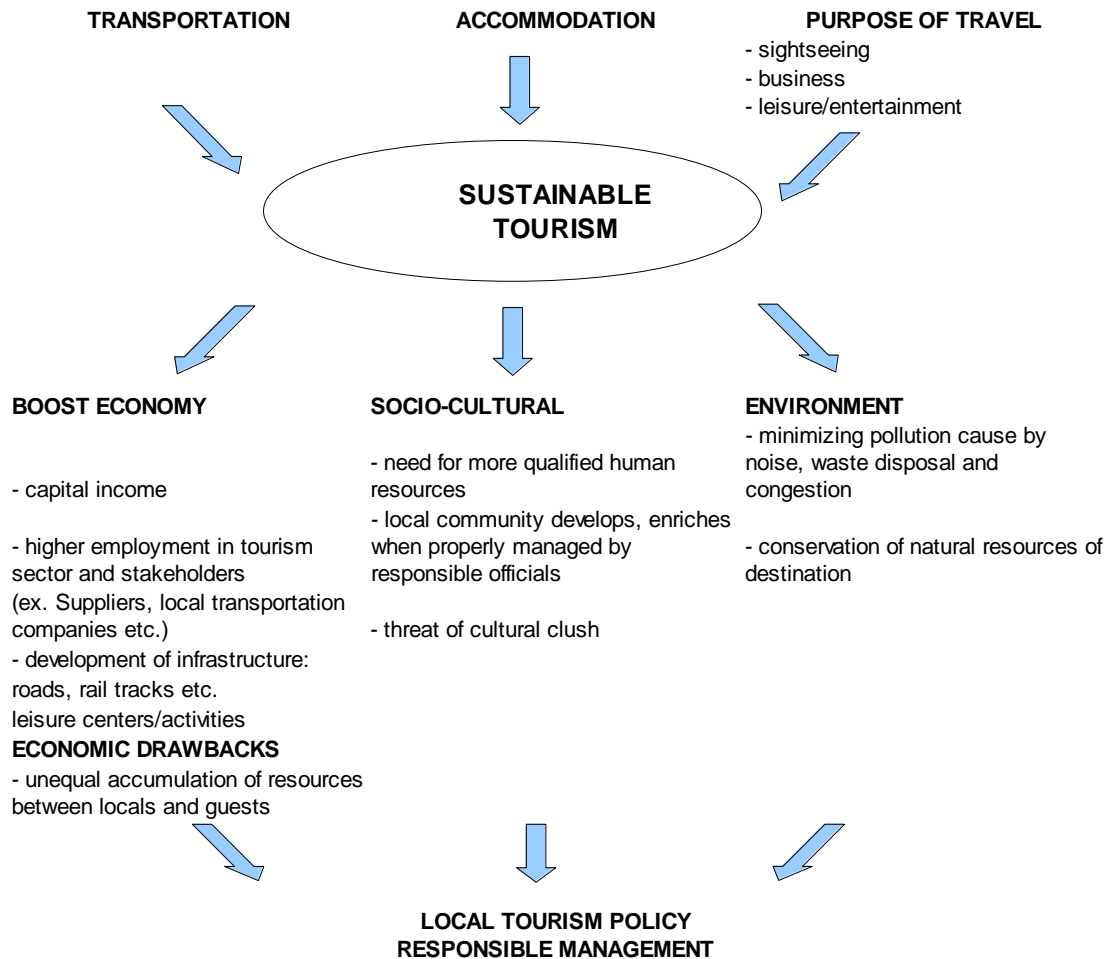 TRANSPORTATION
ACCOMMODATION
PURPOSE OF TRAVEL
- sightseeing
- business
- leisure/entertainment
SUSTAINABLE
TOURISM
BOOST ECONOMY
- capital income
- higher employment in tourism
sector and stakeholders
(ex. Suppliers, local transportation
companies etc.)
- development of infrastructure:
roads, rail tracks etc.
leisure centers/activities
ECONOMIC DRAWBACKS
- unequal accumulation of resources
between locals and guests
SOCIO-CULTURAL
- need for more qualified human
resources
- local community develops, enriches
when properly managed by
responsible officials
- threat of cultural clush
ENVIRONMENT
- minimizing pollution cause by
noise, waste disposal and
congestion
- conservation of natural resources of
destination
LOCAL TOURISM POLICY
RESPONSIBLE MANAGEMENT